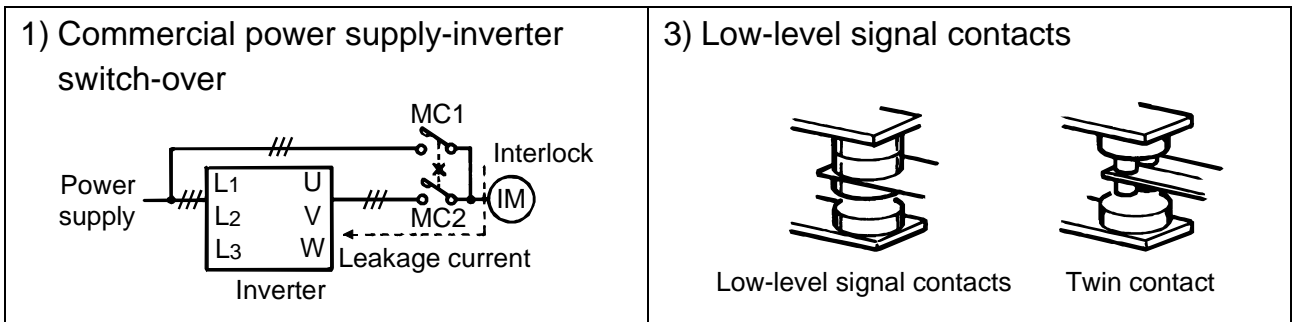 1) Commercial power supply-inverter
switch-over
MC1
Interlock
Power
supply
L1
U
L2
V
L3
W
MC2
IM
Leakage current
Inverter
3) Low-level signal contacts
Low-level signal contacts
Twin contact